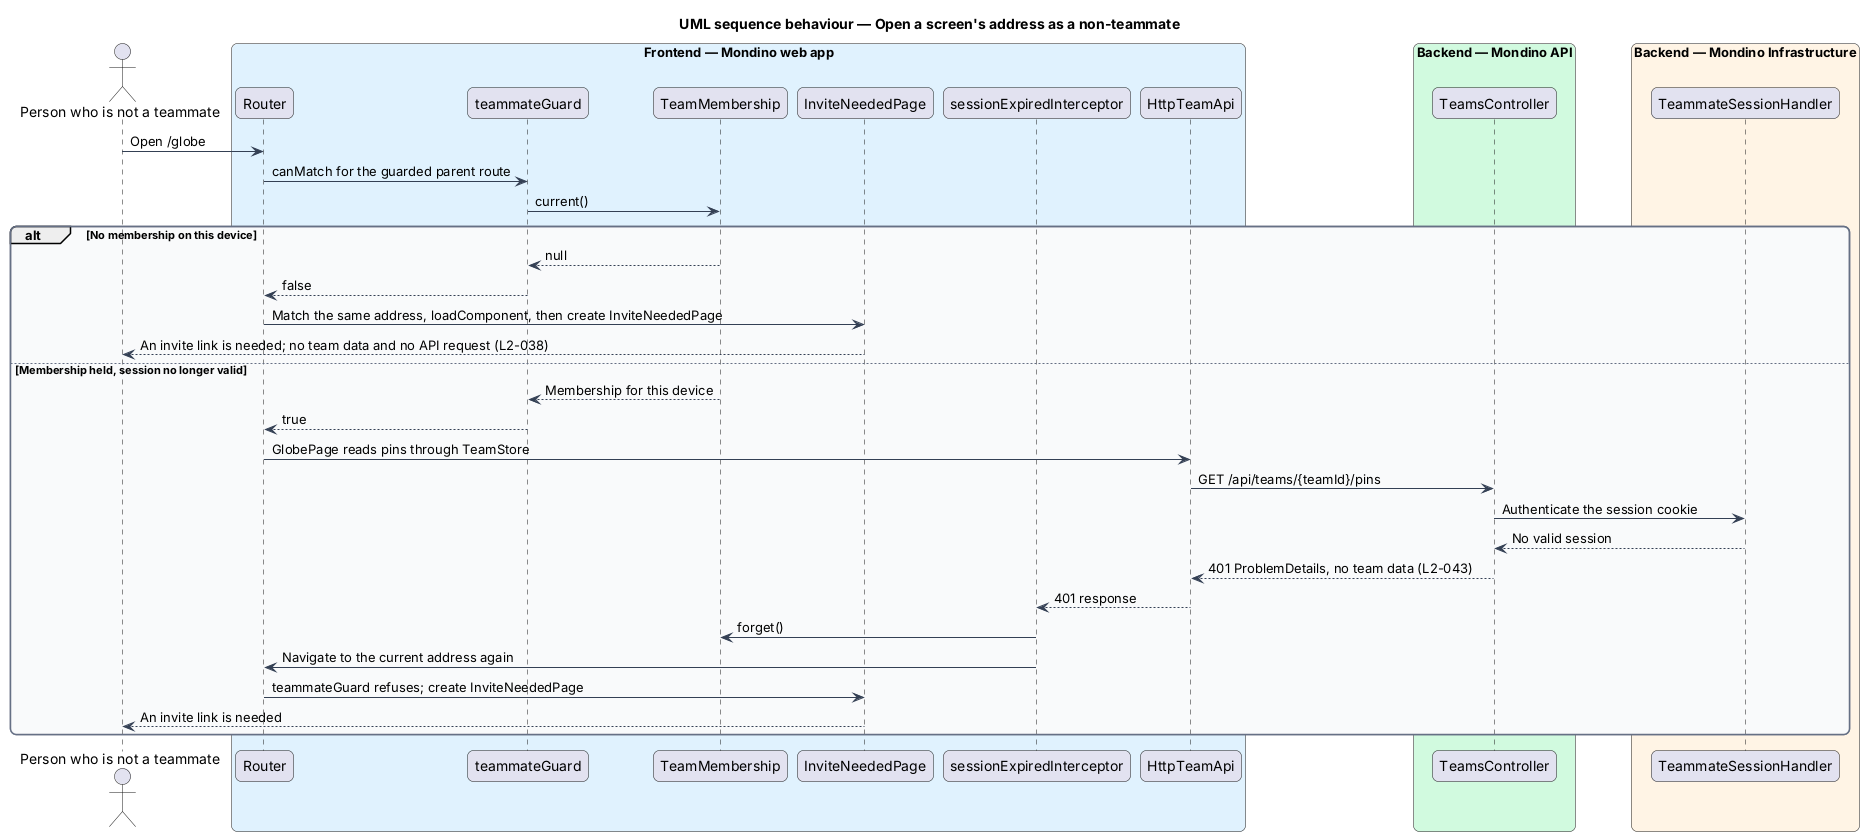 UML sequence behaviour — Open a screen's address as a non-teammate
Frontend — Mondino web app
Backend — Mondino API
Backend — Mondino Infrastructure
Person who is not a teammate
Router
teammateGuard
TeamMembership
InviteNeededPage
sessionExpiredInterceptor
HttpTeamApi
TeamsController
TeammateSessionHandler
Open /globe
canMatch for the guarded parent route
current()
alt
[No membership on this device]
null
false
Match the same address, loadComponent, then create InviteNeededPage
An invite link is needed; no team data and no API request (L2-038)
[Membership held, session no longer valid]
Membership for this device
true
GlobePage reads pins through TeamStore
GET /api/teams/{teamId}/pins
Authenticate the session cookie
No valid session
401 ProblemDetails, no team data (L2-043)
401 response
forget()
Navigate to the current address again
teammateGuard refuses; create InviteNeededPage
An invite link is needed
Person who is not a teammate
Router
teammateGuard
TeamMembership
InviteNeededPage
sessionExpiredInterceptor
HttpTeamApi
TeamsController
TeammateSessionHandler